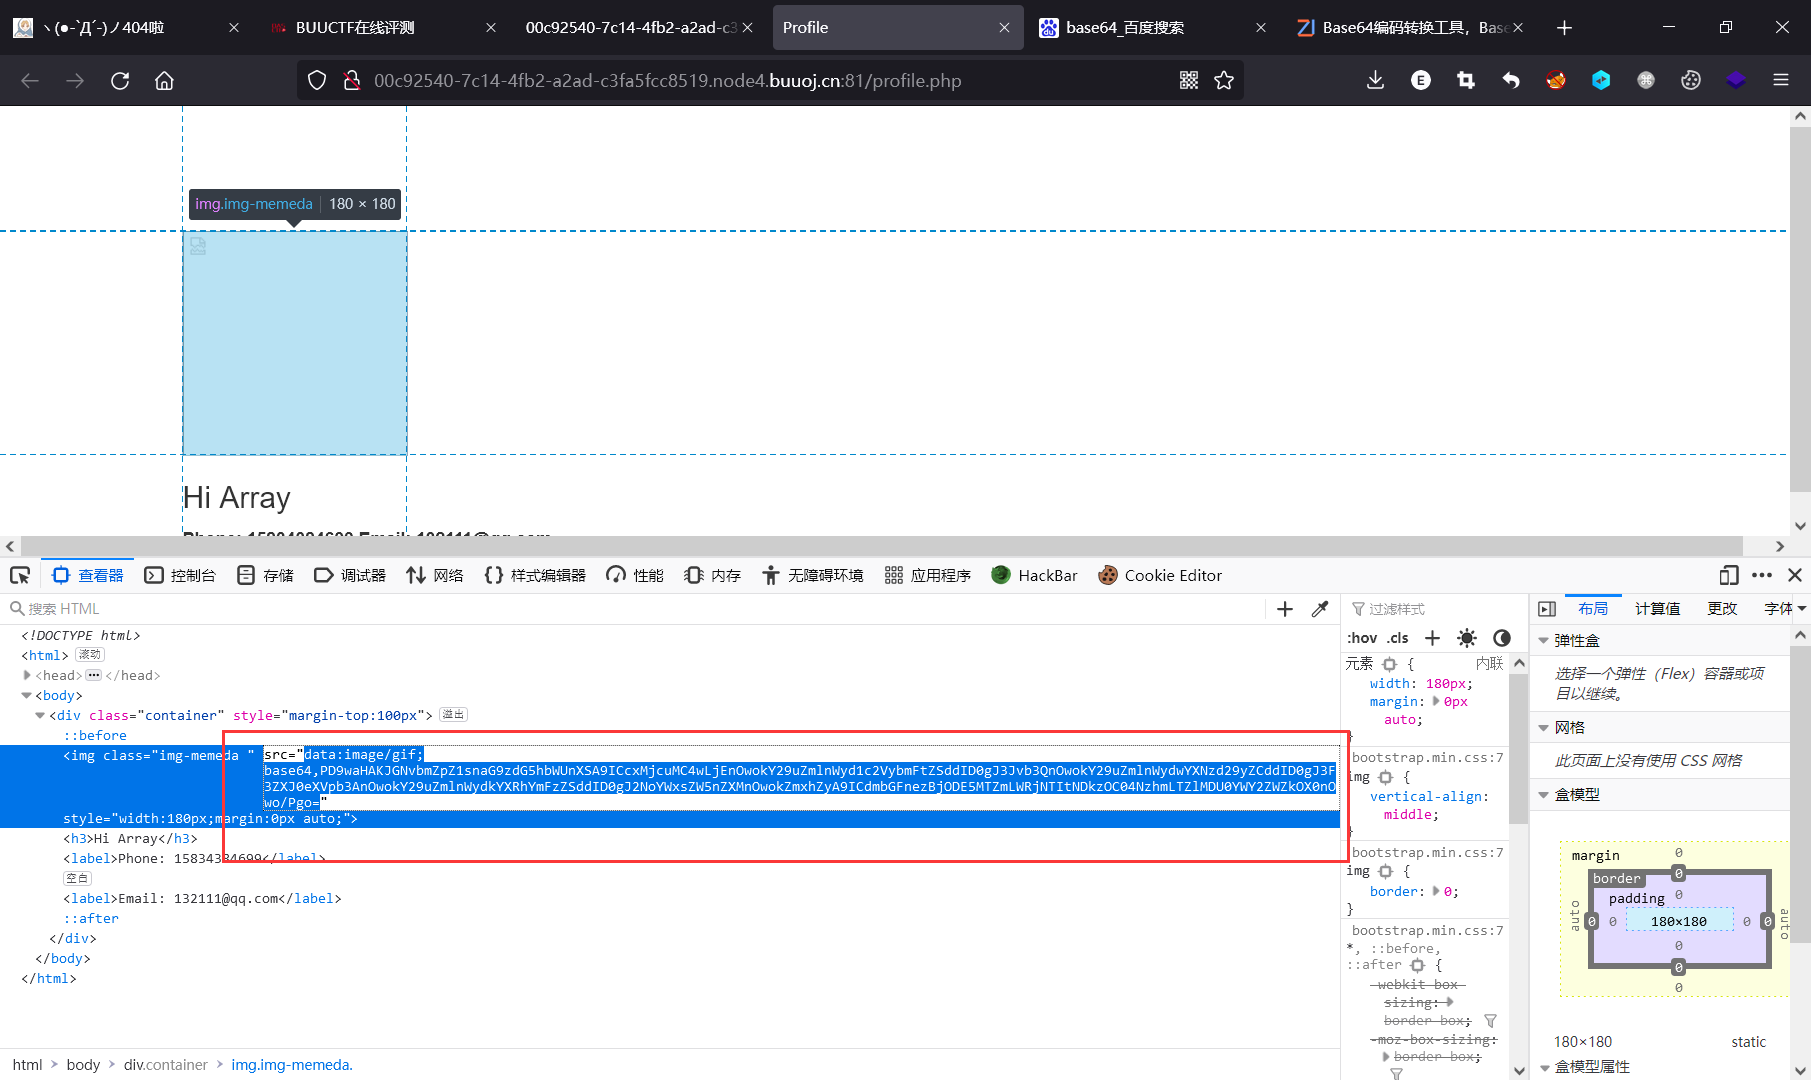 ヽ(●-`Д´-)ノ404啦
BUUCTF在线评测
00c92540-7c14-4fb2-a2ad-c3
Profile
base64_百度搜索
Base64编码转换工具，Base
00c92540-7c14-4fb2-a2ad-c3fa5fcc8519.node4.buuoj.cn:81/profile.php
img.img-memeda 180 × 180
Hi Array
查看器 控制台 存储 调试器 网络 样式编辑器 性能 内存 无障碍环境 应用程序 HackBar Cookie Editor
搜索 HTML
<!DOCTYPE html>
<html> 滚动
<head>⋯</head>
<body>
<div class="container" style="margin-top:100px"> 溢出
::before
<img class="img-memeda " src="data:image/gif;
base64,PD9waHAKJGNvbmZpZ1snaG9zdG5hbWUnXSA9ICcxMjcuMC4wLjEnOwokY29uZmlnWyd1c2VybmFtZSddID0gJ3Jvb3QnOwokY29uZmlnWydwYXNzd29yZCddID0gJ3F
3ZXJ0eXVpb3AnOwokY29uZmlnWydkYXRhYmFzZSddID0gJ2NoYWxsZW5nZXMnOwokZmxhZyA9ICdmbGFnezBjODE5MTZmLWRjNTItNDkzOC04NzhmLTZlMDU0YWY2ZWZkOX0nO
wo/Pgo="
style="width:180px;margin:0px auto;">
<h3>Hi Array</h3>
<label>Phone: 15834384699</label>
空白
<label>Email: 132111@qq.com</label>
::after
</div>
</body>
</html>
html > body > div.container > img.img-memeda.
过滤样式
:hov .cls
元素 { 内联
width: 180px;
margin: 0px
auto;
}
bootstrap.min.css:7
img {
vertical-align:
middle;
}
bootstrap.min.css:7
img {
border: 0;
}
bootstrap.min.css:7
*, ::before,
::after {
-webkit-box-
sizing:
border-box;
-moz-box-sizing:
border-box;
布局 计算值 更改 字体
弹性盒
选择一个弹性（Flex）容器或项
目以继续。
网格
此页面上没有使用 CSS 网格
盒模型
margin 0
border 0
padding 0
auto 0 0 180×180 0 0 auto
0
0
0
180×180 static
盒模型属性